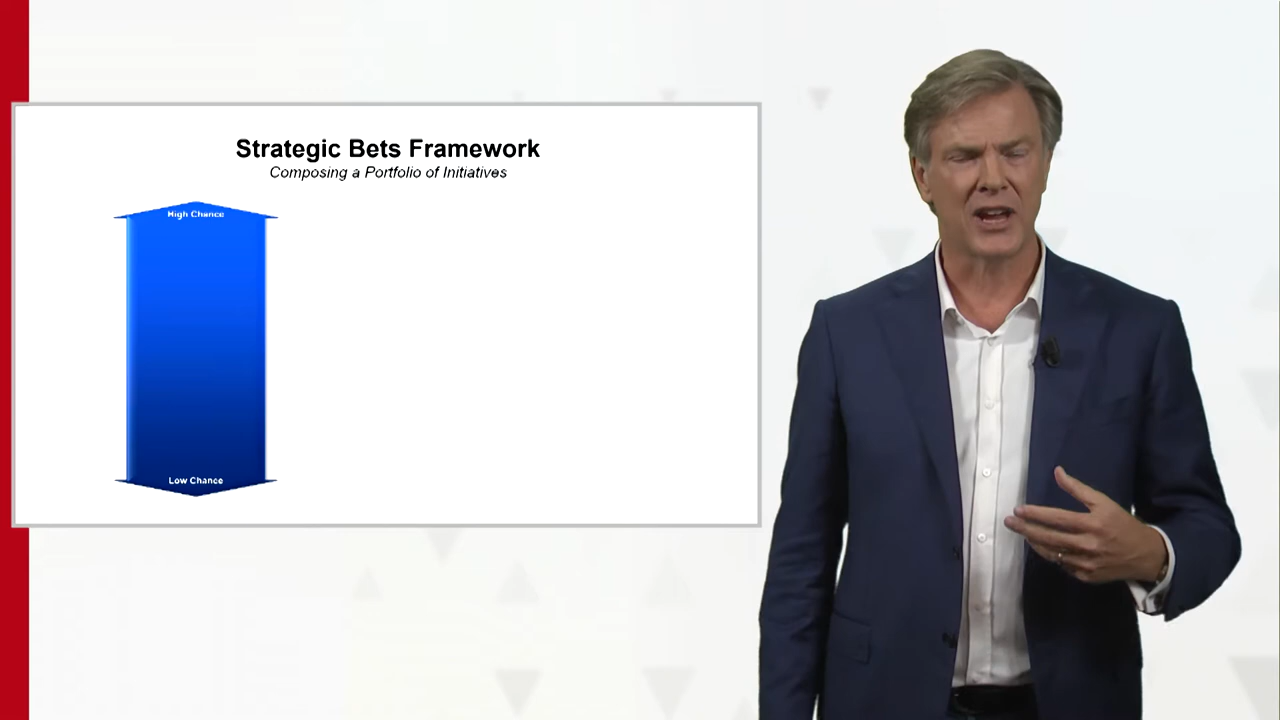 Strategic Bets Framework
Composing a Portfolio of Initiatives
High Chance
Low Chance